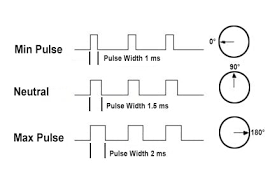 Min Pulse
0°
Pulse Width 1 ms
90°
Neutral
Pulse Width 1.5 ms
Max Pulse
180°
Pulse Width 2 ms